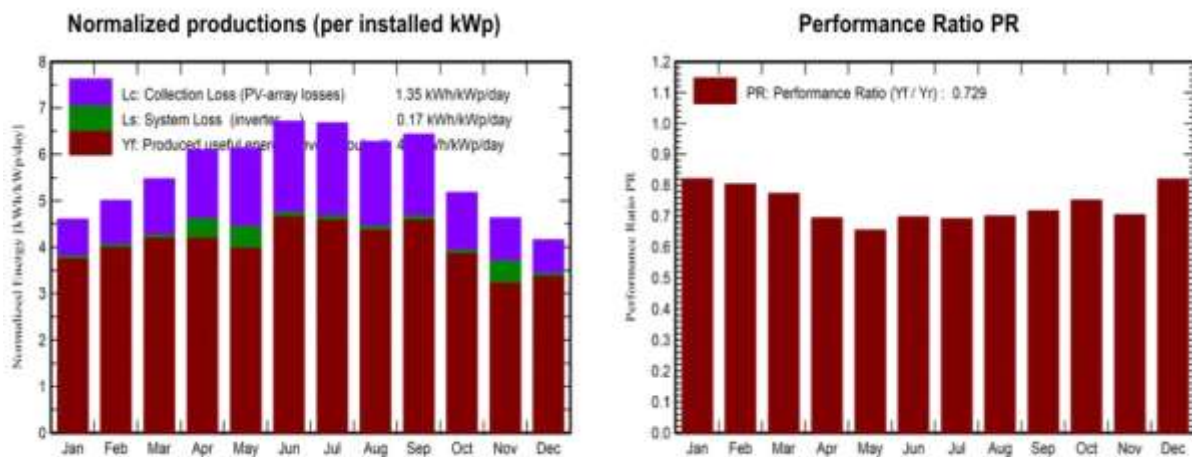 Normalized productions (per installed kWp)
Lc: Collection Loss (PV-array losses) 1.35 kWh/kWp/day
Ls: System Loss (inverter, ...) 0.17 kWh/kWp/day
Yf: Produced useful energy kWh/kWp/day
Normalized Energy [kWh/kWp/day]
8
7
6
5
4
3
2
1
0
Jan Feb Mar Apr May Jun Jul Aug Sep Oct Nov Dec
Performance Ratio PR
PR: Performance Ratio (Yf / Yr) : 0.729
Performance Ratio PR
1.2
1.1
1.0
0.9
0.8
0.7
0.6
0.5
0.4
0.3
0.2
0.1
0.0
Jan Feb Mar Apr May Jun Jul Aug Sep Oct Nov Dec